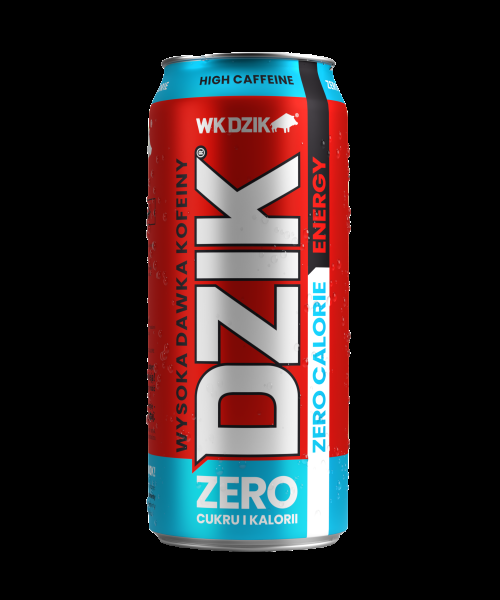 HIGH CAFFEINE
WK DZIK®
WYSOKA DAWKA KOFEINY
DZIK®
ZERO CALORIE ENERGY
ZERO
CUKRU I KALORII